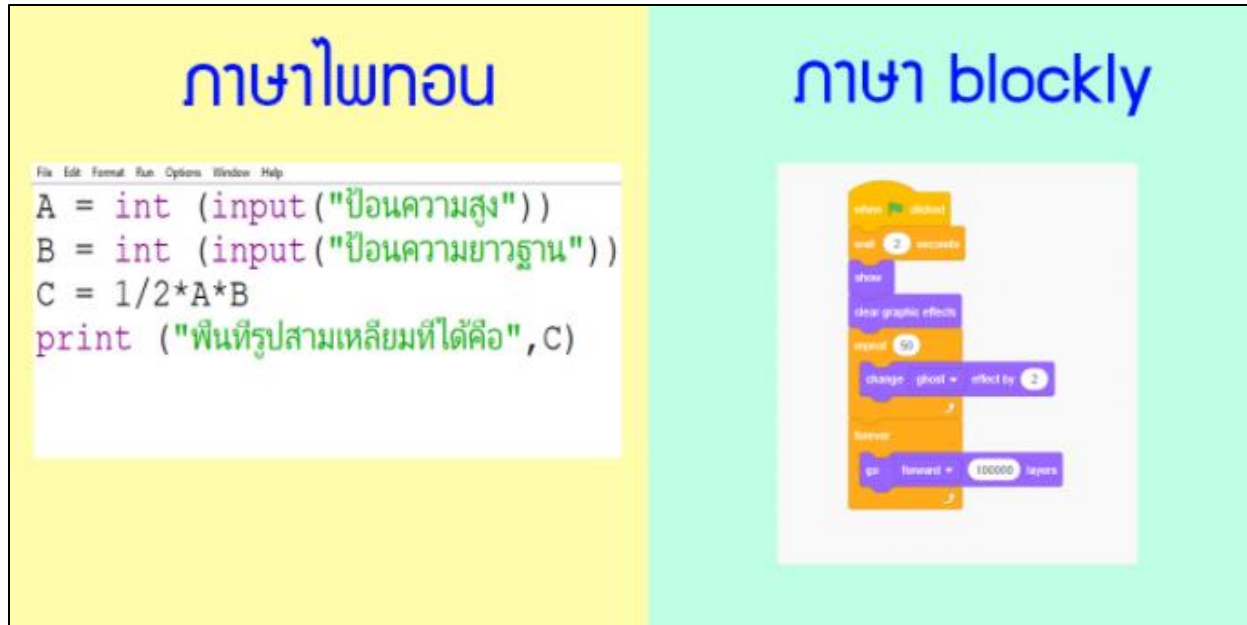 ภาษาไพทอน
File Edit Format Run Options Window Help
A = int (input("ป้อนความสูง"))
B = int (input("ป้อนความยาวฐาน"))
C = 1/2*A*B
print ("พื้นที่รูปสามเหลี่ยมที่ได้คือ",C)
ภาษา blockly
when clicked
wait 2 seconds
show
clear graphic effects
repeat 50
change ghost effect by 2
forever
go forward 100000 layers